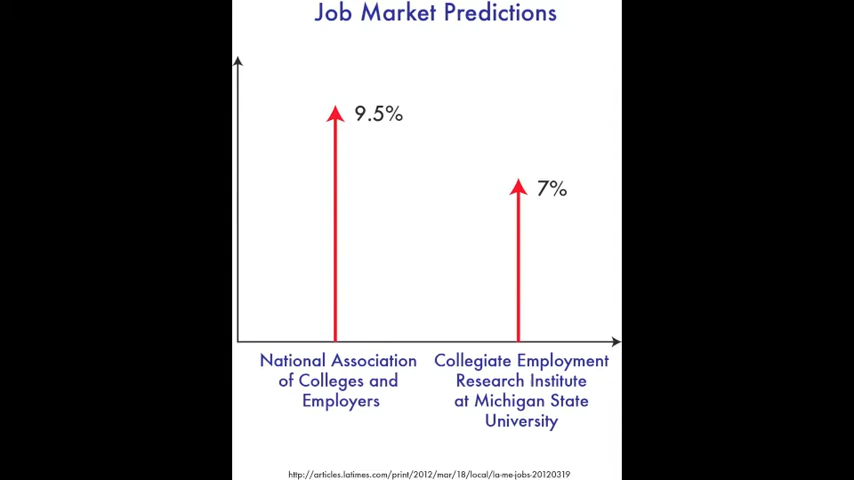 Job Market Predictions
9.5%
7%
National Association
of Colleges and
Employers
Collegiate Employment
Research Institute
at Michigan State
University
http://articles.latimes.com/print/2012/mar/18/local/la-me-jobs-20120319